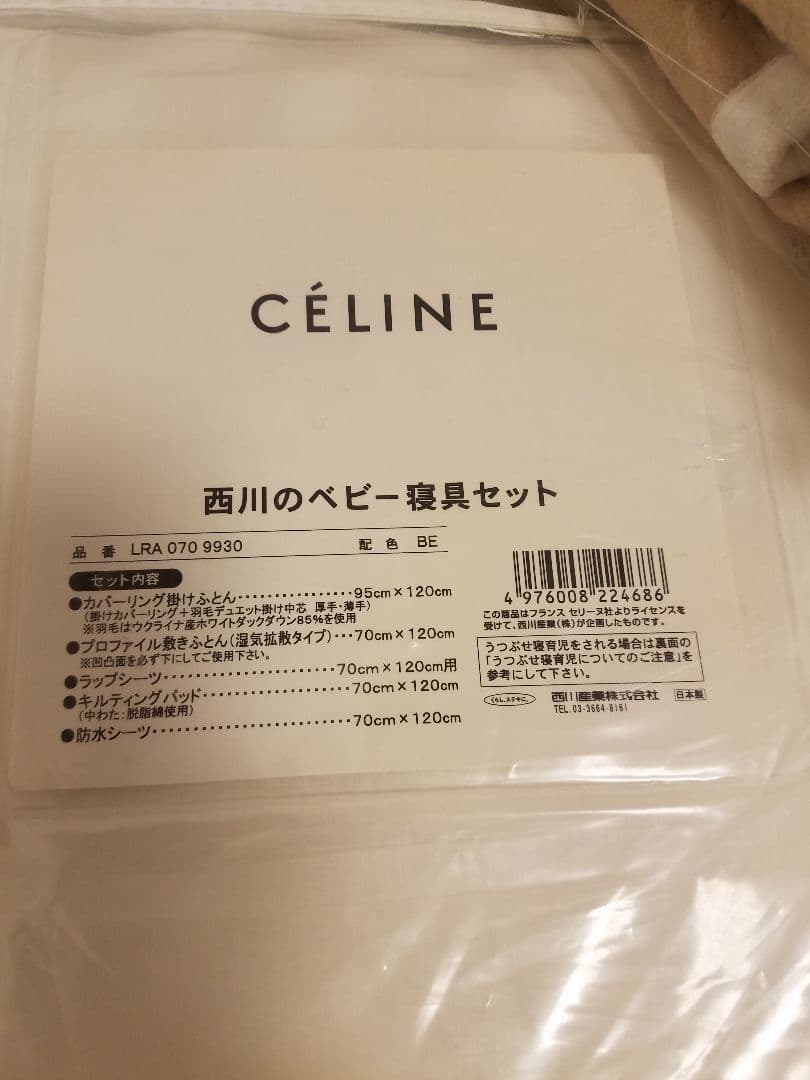 CÉLINE
西川のベビー寝具セット
品 番 LRA 070 9930 配 色 BE
セット内容
●カバーリング掛けふとん················95cm×120cm
(掛けカバーリング+羽毛デュエット掛け中芯 厚手・薄手)
※羽毛はウクライナ産ホワイトダックダウン85%を使用
●プロファイル敷きふとん(湿気拡散タイプ)···70cm×120cm
※凹凸面を必ず下にしてご使用下さい。
●ラップシーツ·····················70cm×120cm用
●キルティングパッド··················70cm×120cm
(中わた:脱脂綿使用)
●防水シーツ······················70cm×120cm
4 976008 224686
この商品はフランス セリーヌ社よりライセンスを
受けて、西川産業(株)が企画したものです。
うつぶせ寝育児をされる場合は裏面の
「うつぶせ寝育児についてのご注意」を
参考にして下さい。
くらし、ステキに。 西川産業株式会社 日本製
TEL.03-3664-8161